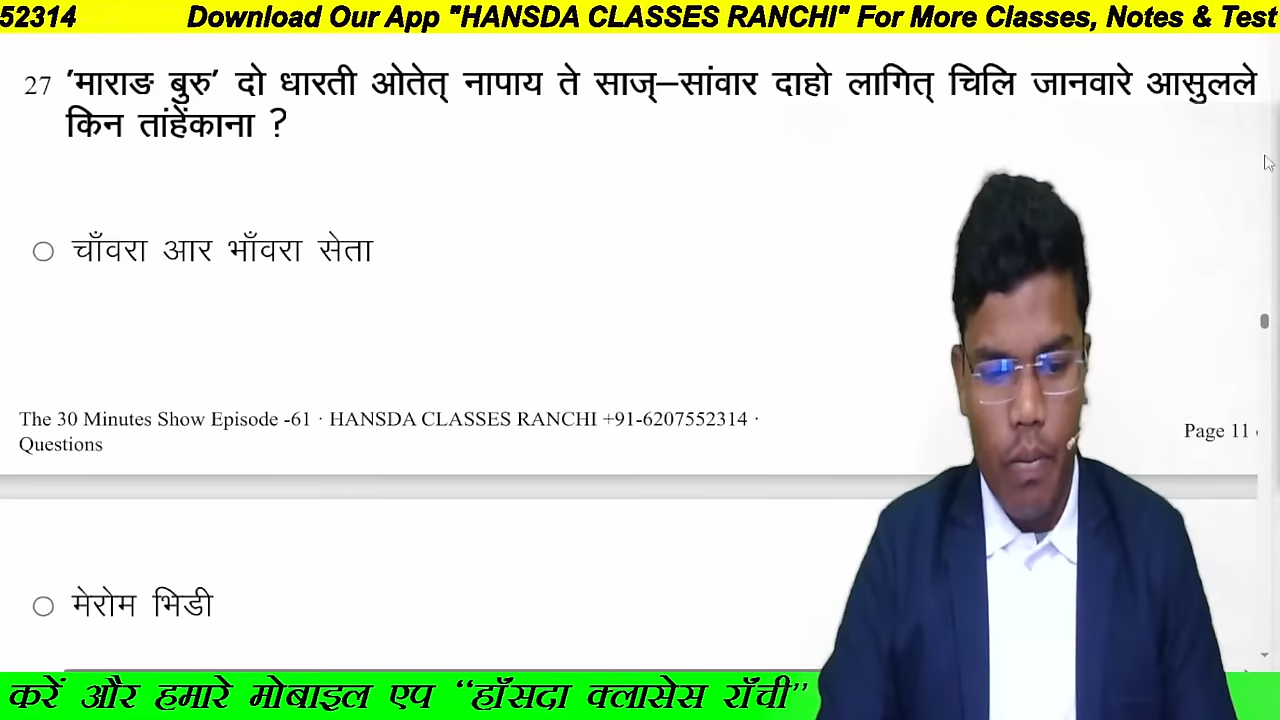 52314 Download Our App "HANSDA CLASSES RANCHI" For More Classes, Notes & Test
27 'माराङ बुरु' दो धारती ओतेत् नापाय ते साज्–सांवार दाहो लागित् चिलि जानवारे आसुलले
किन तांहेंकाना ?
चाँवरा आर भाँवरा सेता
The 30 Minutes Show Episode -61 · HANSDA CLASSES RANCHI +91-6207552314 ·
Questions
Page 11
मेरोम भिडी
करें और हमारे मोबाइल एप “हाँसदा क्लासेस राँची”